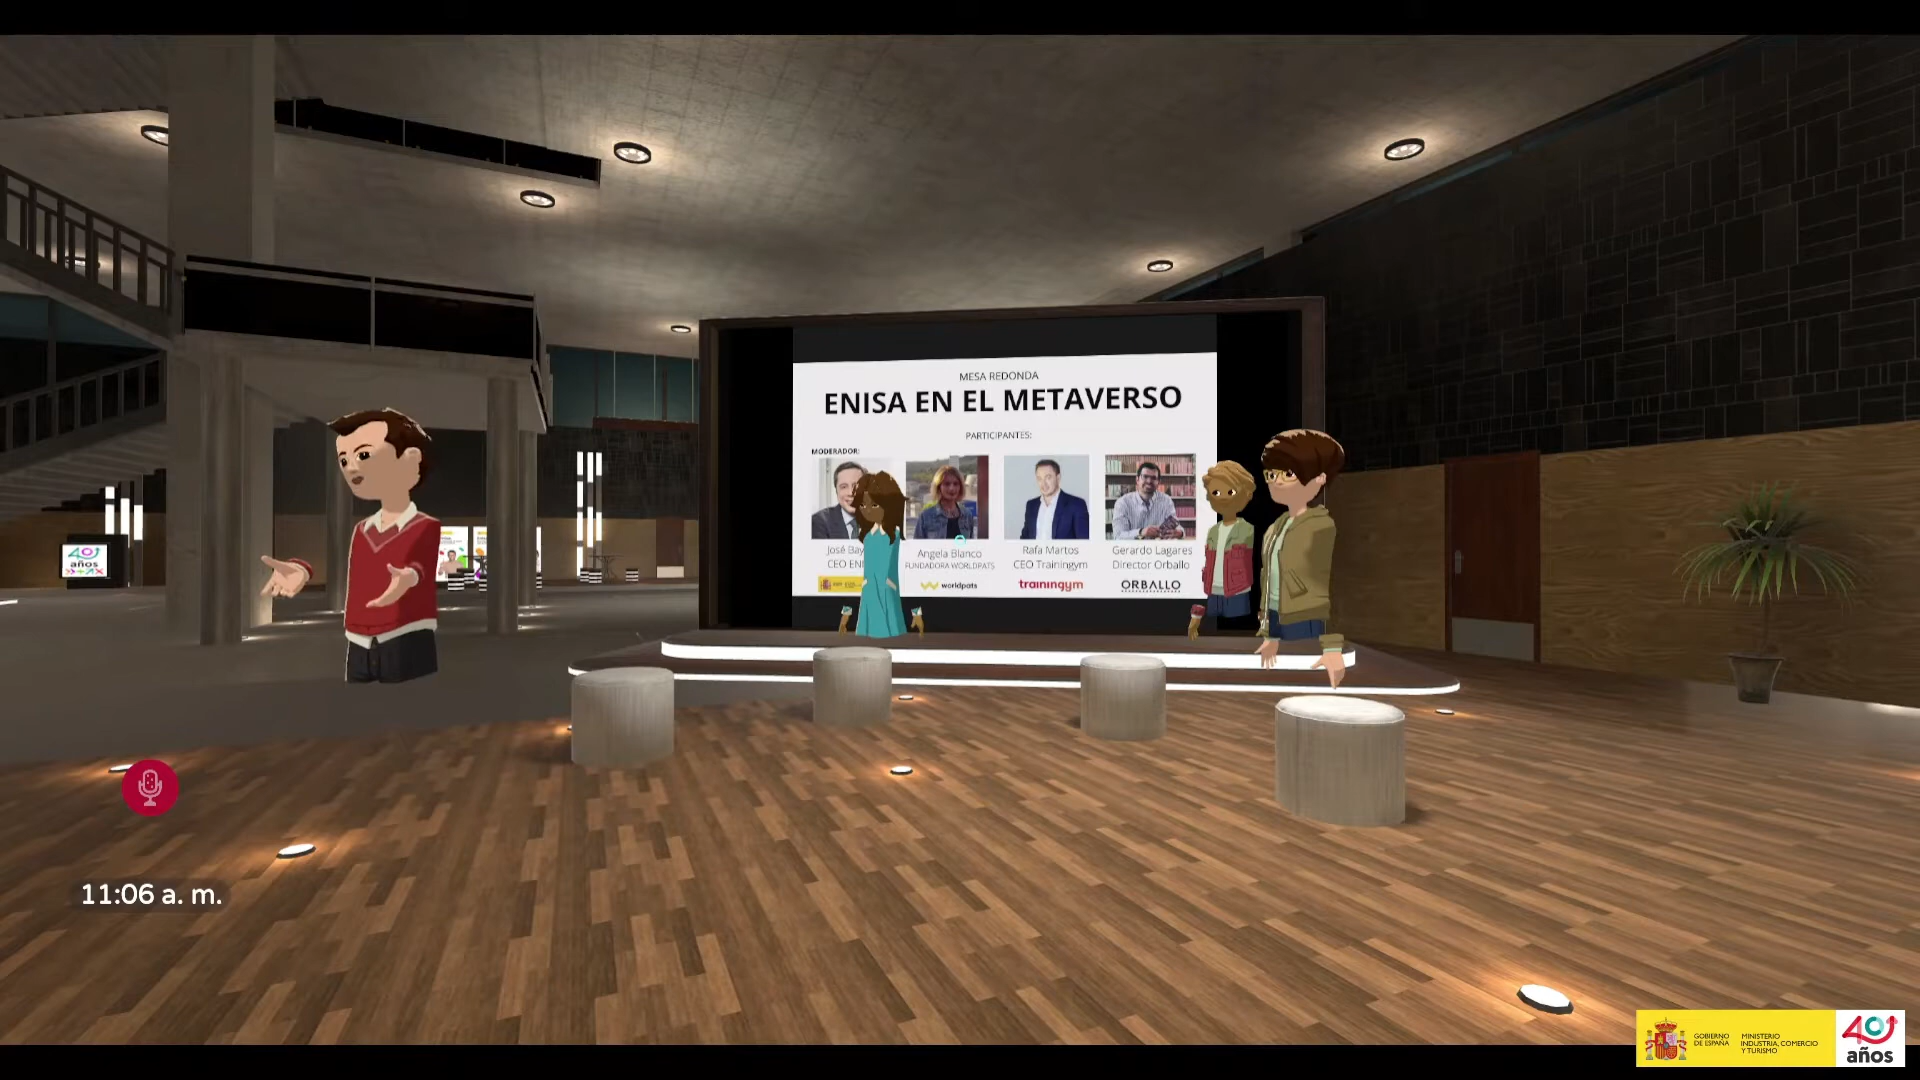 MESA REDONDA
ENISA EN EL METAVERSO
PARTICIPANTES:
MODERADOR:
José Bay
CEO ENI
Angela Blanco
FUNDADORA WORLDPATS
worldpats
Rafa Martos
CEO Trainingym
trainingym
Gerardo Lagares
Director Orballo
ORBALLO
40
años
11:06 a. m.
GOBIERNO
DE ESPAÑA
MINISTERIO
INDUSTRIA, COMERCIO
Y TURISMO
40
años